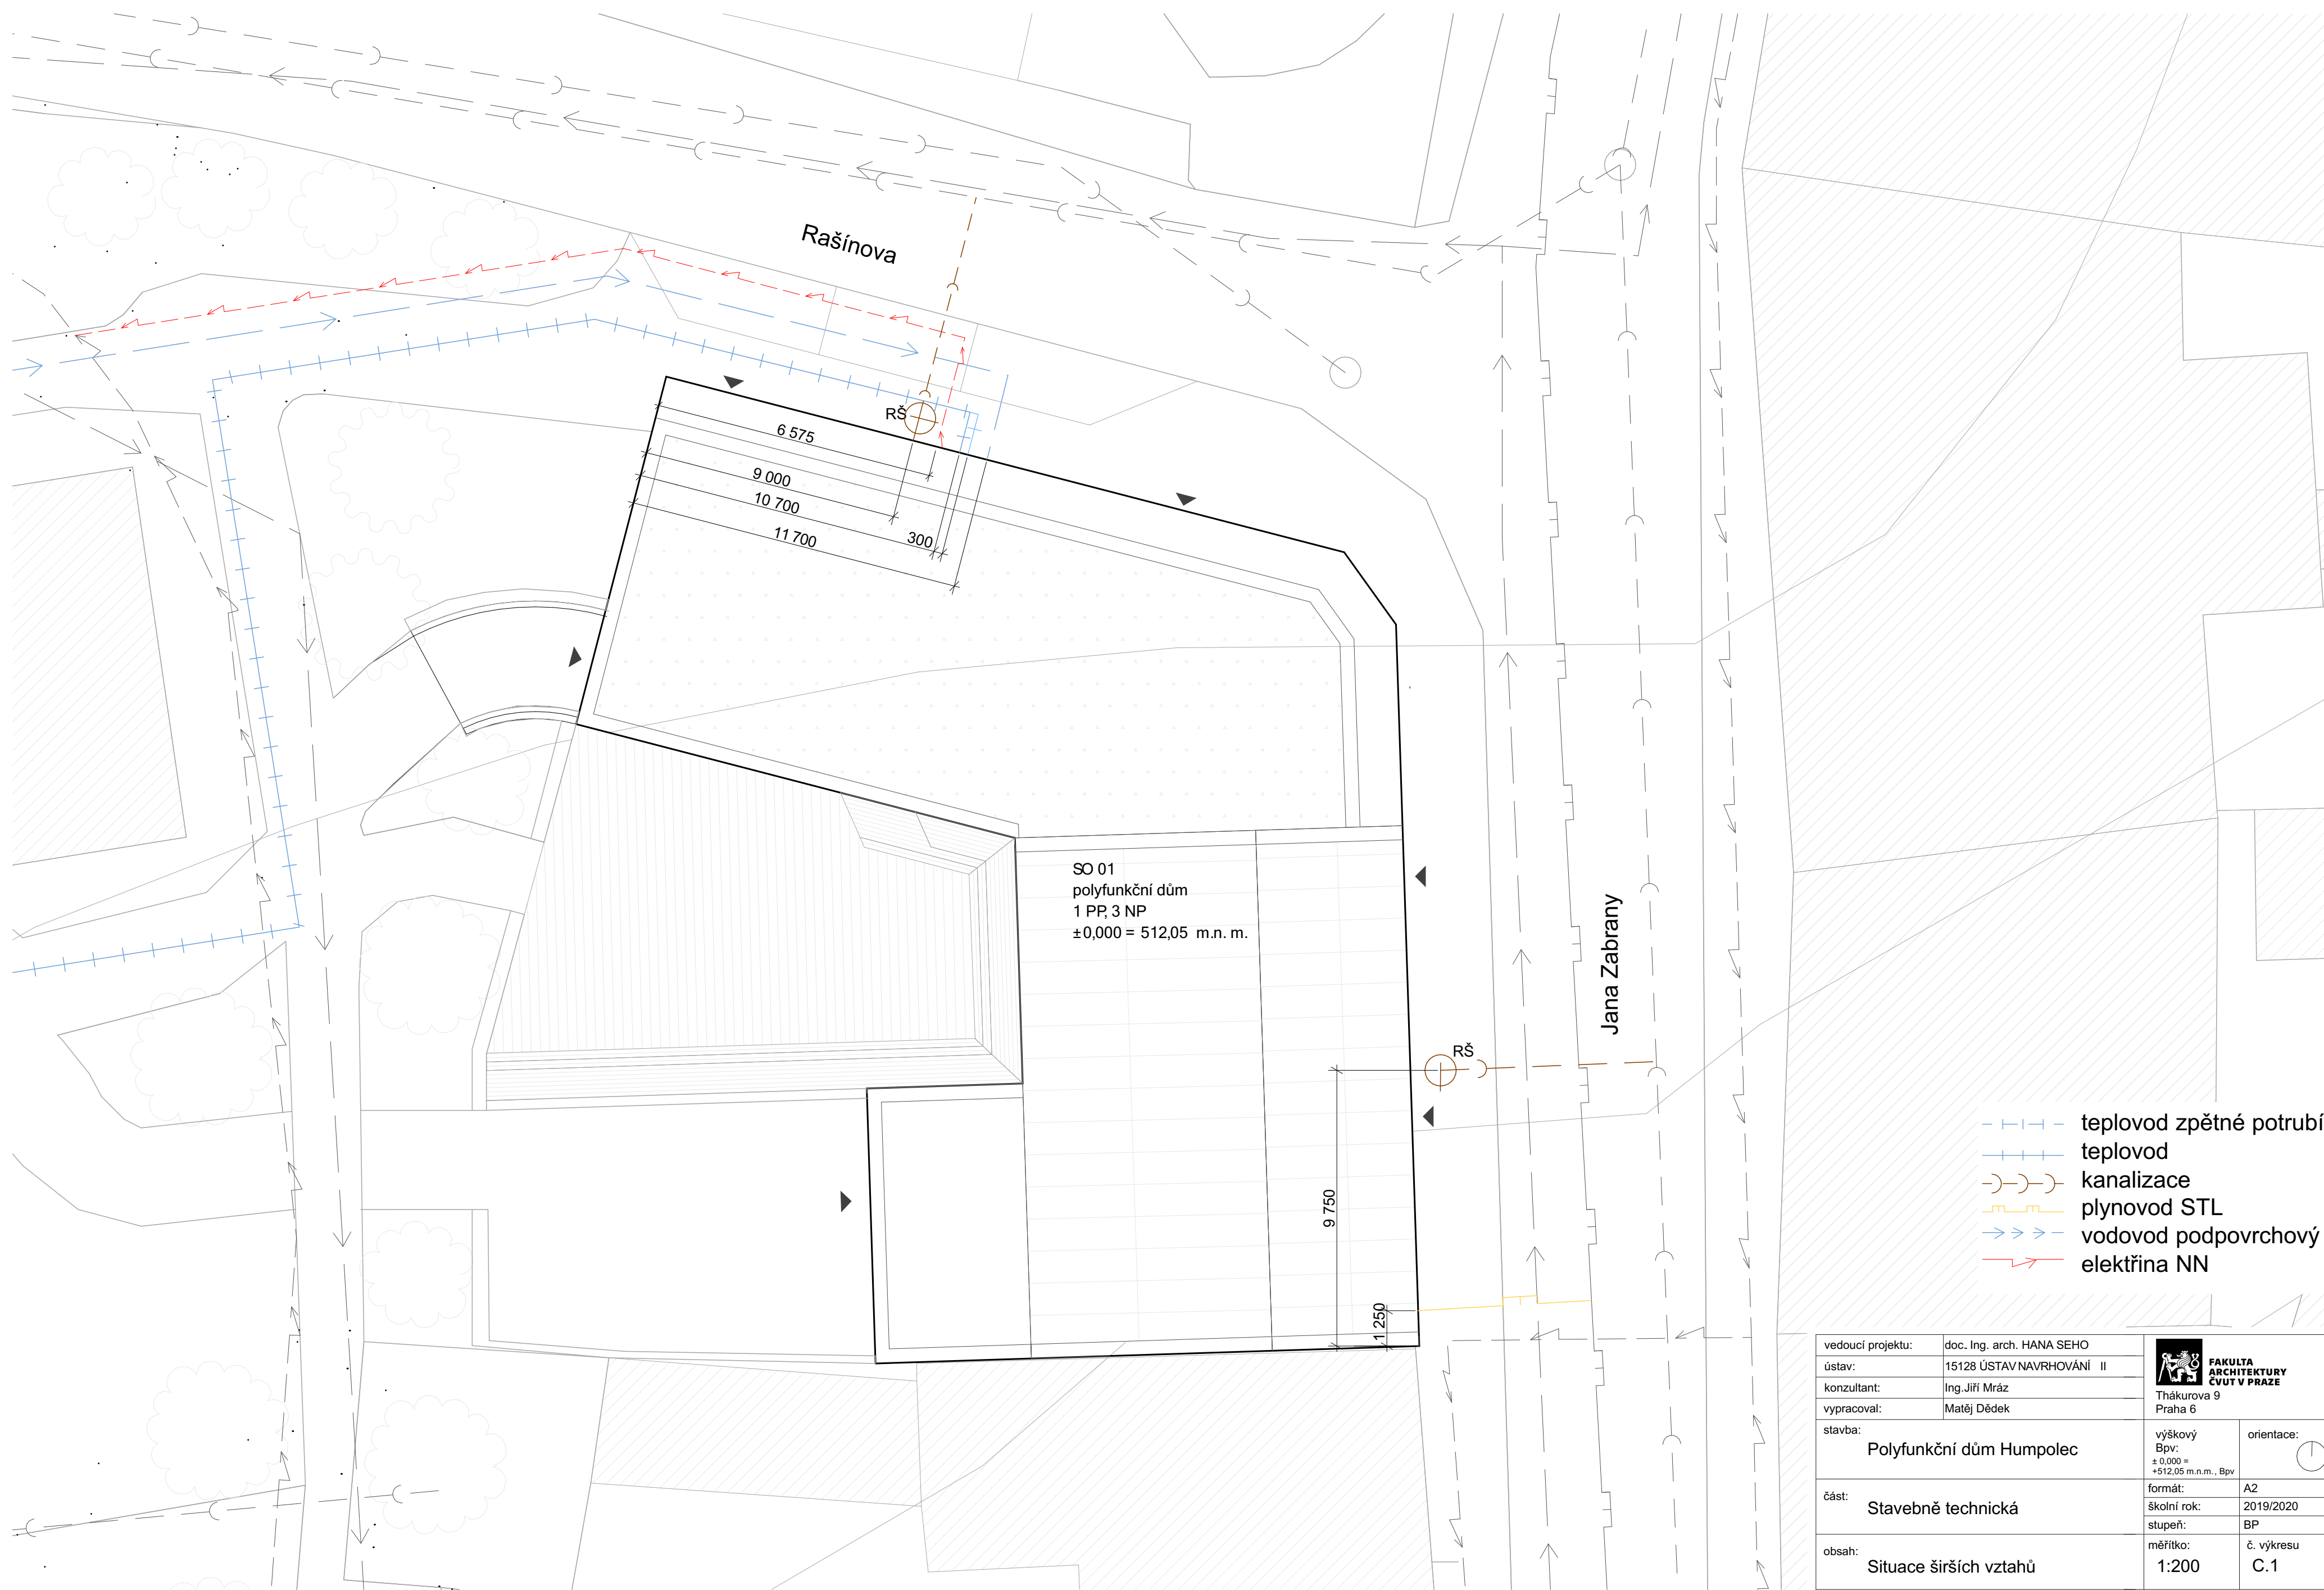 Rašínova
RŠ
6 575
9 000
10 700
300
11 700
SO 01
polyfunkční dům
1 PP, 3 NP
±0,000 = 512,05 m.n. m.
Jana Zabrany
RŠ
9 750
1 250
teplovod zpětné potrubí
teplovod
kanalizace
plynovod STL
vodovod podpovrchový
elektřina NN
vedoucí projektu: doc. Ing. arch. HANA SEHO
ústav: 15128 ÚSTAV NAVRHOVÁNÍ II
konzultant: Ing.Jiří Mráz
vypracoval: Matěj Dědek
FAKULTA
ARCHITEKTURY
ČVUT V PRAZE
Thákurova 9
Praha 6
stavba:
Polyfunkční dům Humpolec
výškový
Bpv:
± 0,000 =
+512,05 m.n.m. , Bpv
orientace:
část:
Stavebně technická
formát: A2
školní rok: 2019/2020
stupeň: BP
obsah:
Situace širších vztahů
měřítko:
1:200
č. výkresu
C.1